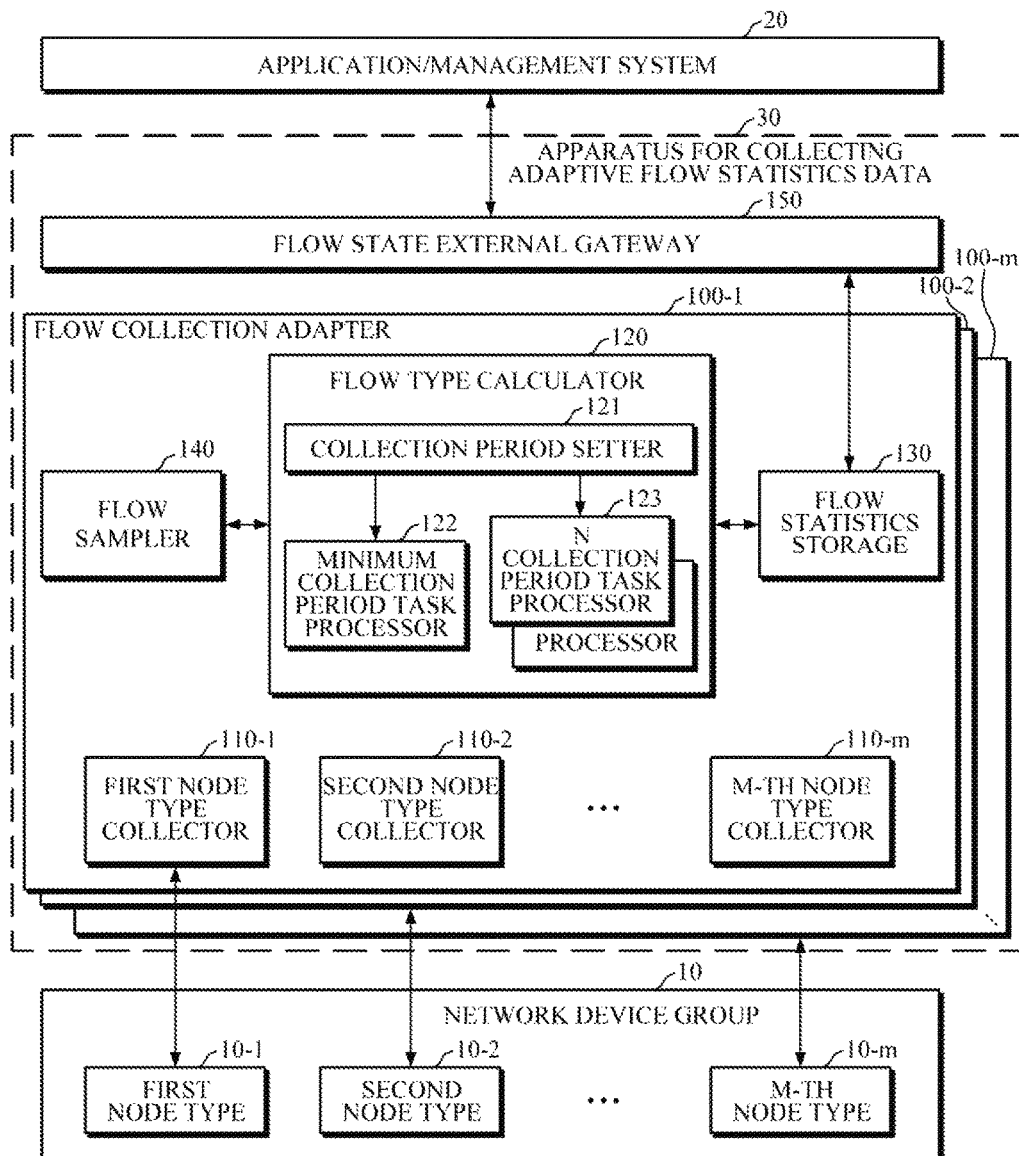 20
APPLICATION/MANAGEMENT SYSTEM
30
APPARATUS FOR COLLECTING
ADAPTIVE FLOW STATISTICS DATA
150
FLOW STATE EXTERNAL GATEWAY
100-m
100-2
100-1
FLOW COLLECTION ADAPTER
120
FLOW TYPE CALCULATOR
121
COLLECTION PERIOD SETTER
140
FLOW
SAMPLER
122
MINIMUM
COLLECTION
PERIOD TASK
PROCESSOR
123
N
COLLECTION
PERIOD TASK
PROCESSOR
PROCESSOR
130
FLOW
STATISTICS
STORAGE
110-1
FIRST NODE
TYPE
COLLECTOR
110-2
SECOND NODE
TYPE
COLLECTOR
...
110-m
M-TH NODE
TYPE
COLLECTOR
10
NETWORK DEVICE GROUP
10-1
FIRST
NODE TYPE
10-2
SECOND
NODE TYPE
...
10-m
M-TH
NODE TYPE